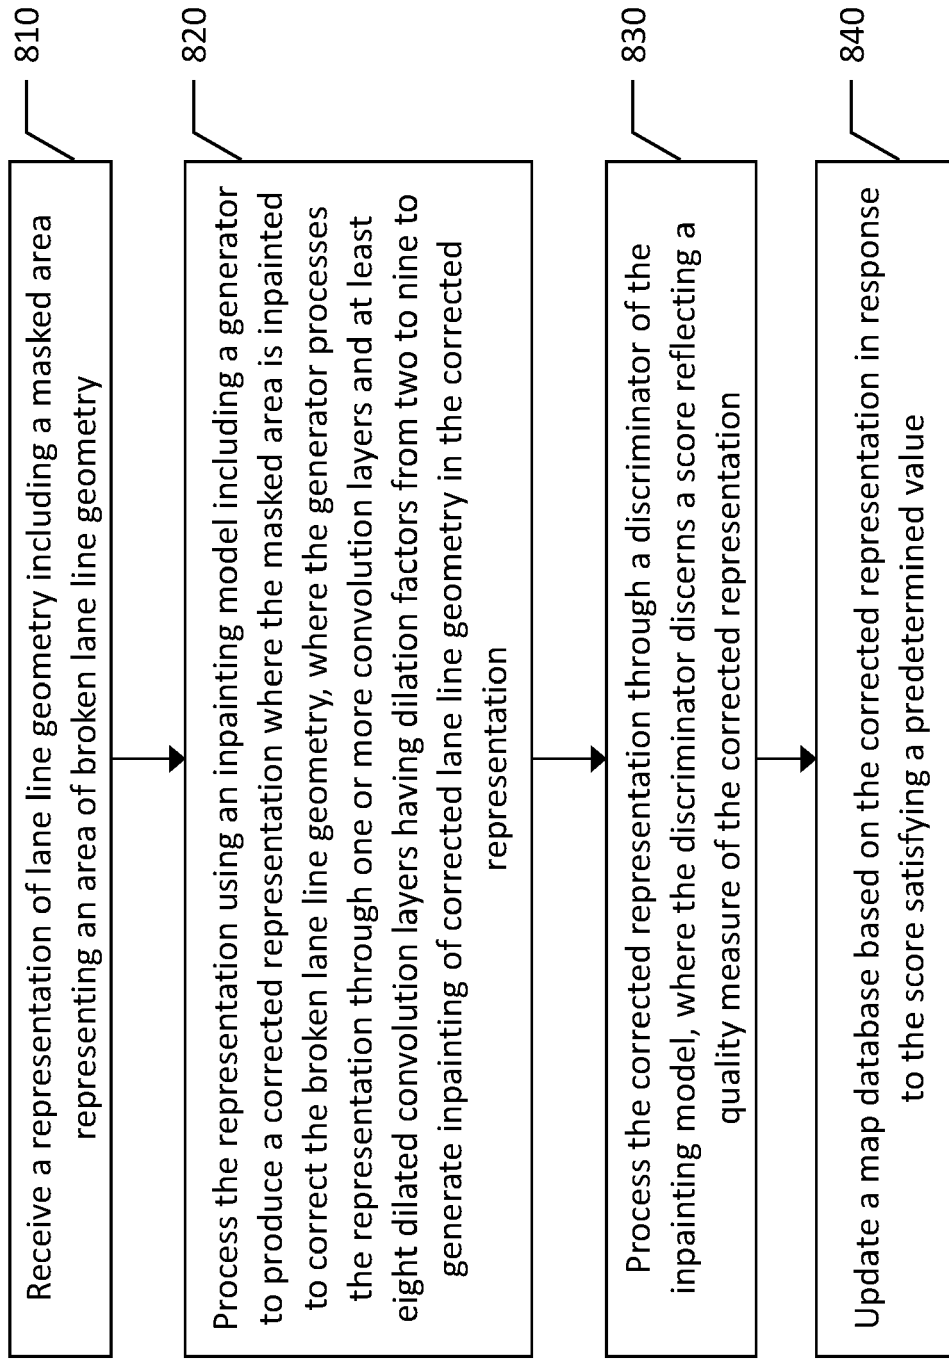 810
Receive a representation of lane line geometry including a masked area
representing an area of broken lane line geometry
820
Process the representation using an inpainting model including a generator
to produce a corrected representation where the masked area is inpainted
to correct the broken lane line geometry, where the generator processes
the representation through one or more convolution layers and at least
eight dilated convolution layers having dilation factors from two to nine to
generate inpainting of corrected lane line geometry in the corrected
representation
830
Process the corrected representation through a discriminator of the
inpainting model, where the discriminator discerns a score reflecting a
quality measure of the corrected representation
840
Update a map database based on the corrected representation in response
to the score satisfying a predetermined value